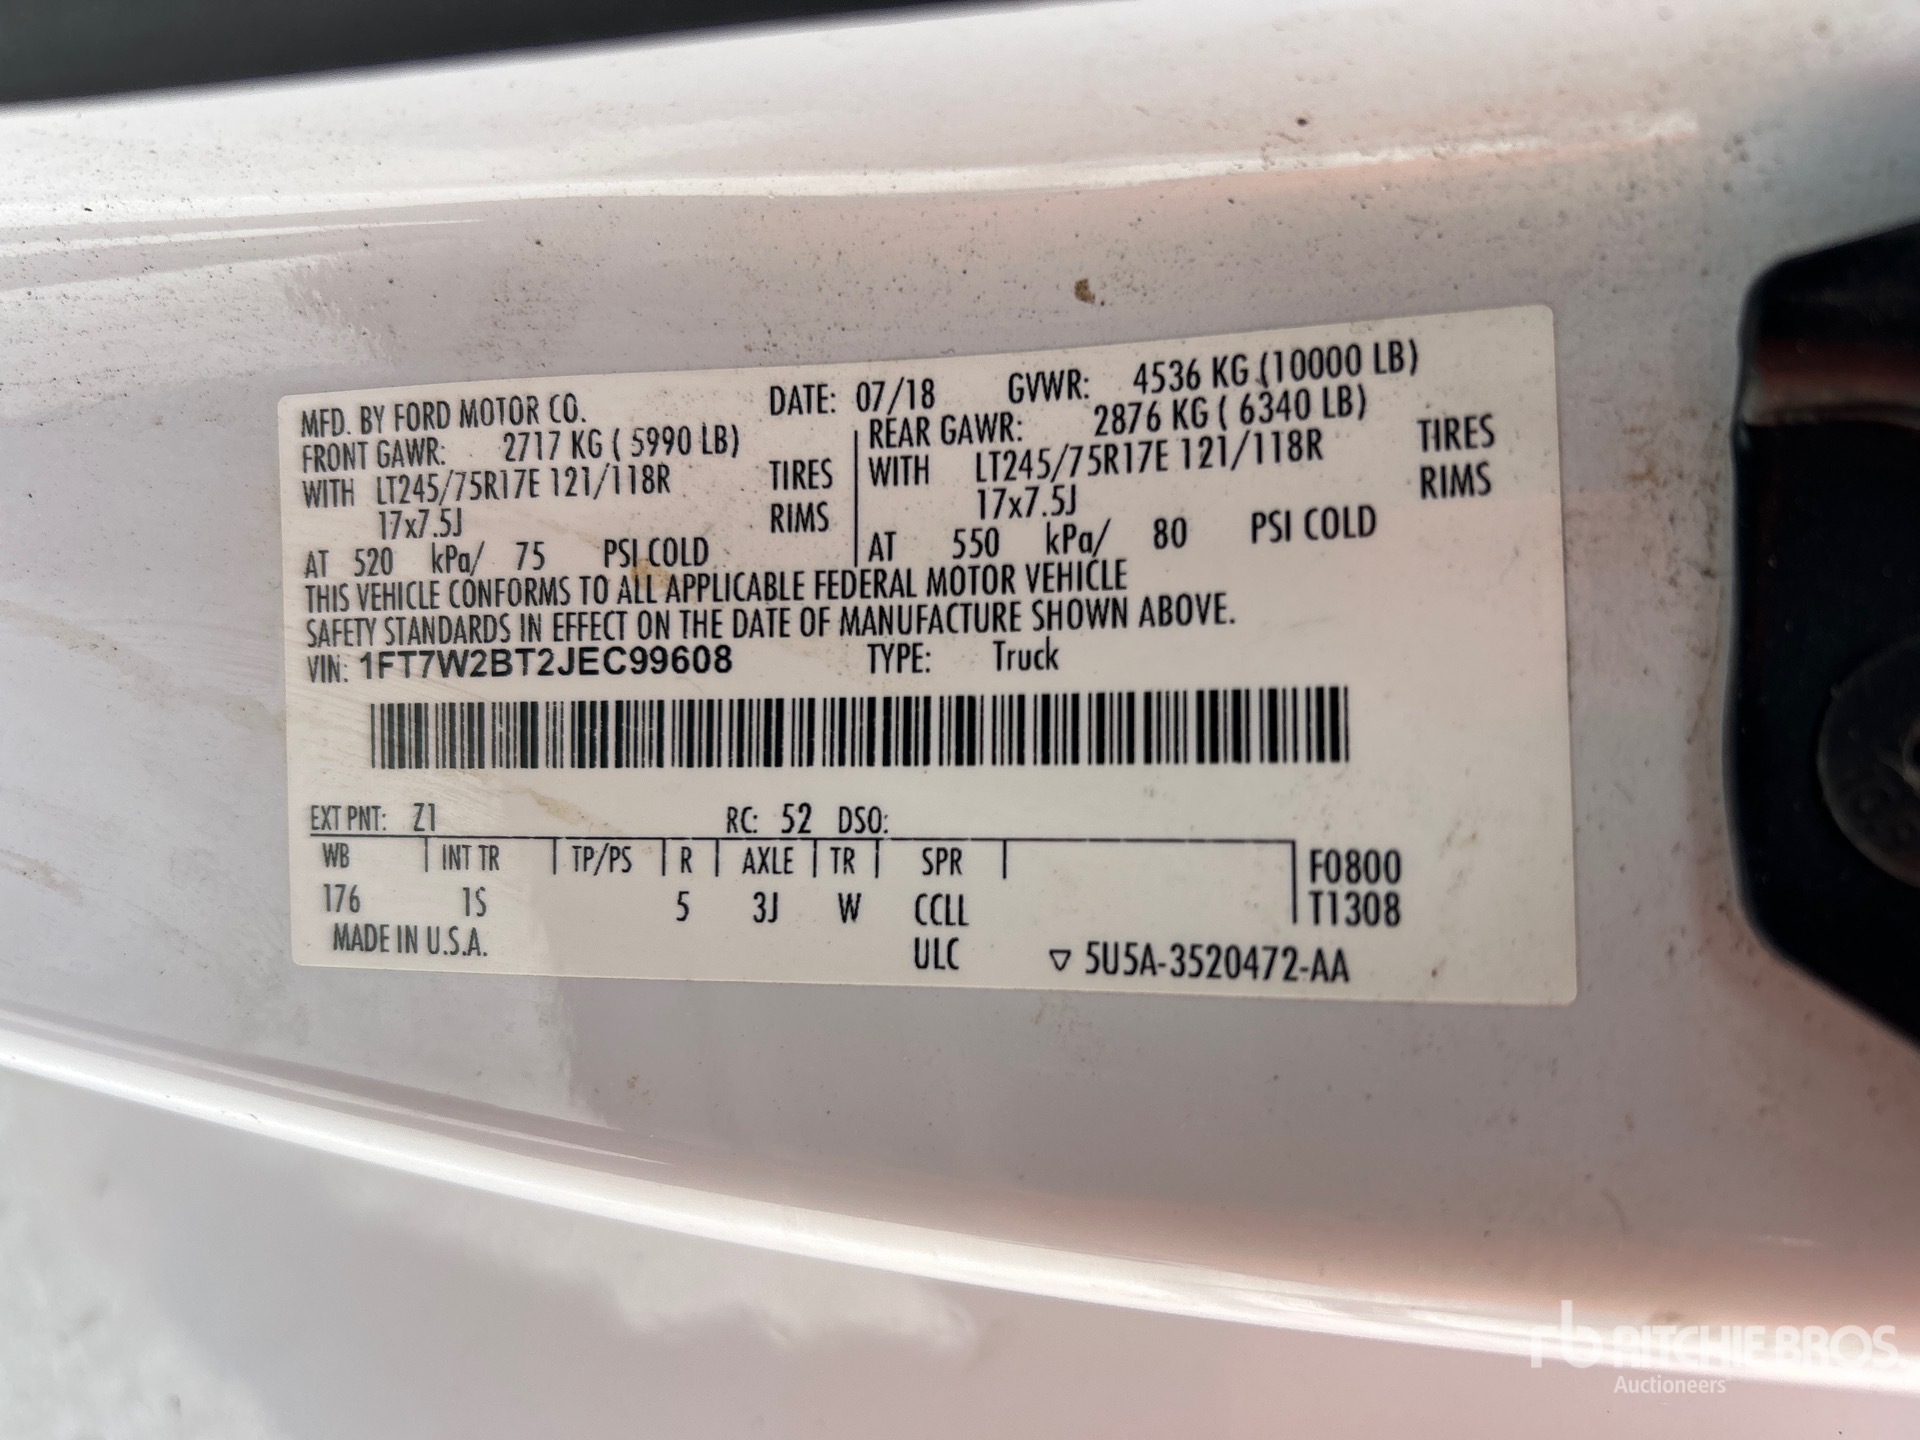 MFD. BY FORD MOTOR CO. DATE: 07/18 GVWR: 4536 KG (10000 LB)
FRONT GAWR: 2717 KG ( 5990 LB) REAR GAWR: 2876 KG ( 6340 LB)
WITH LT245/75R17E 121/118R TIRES WITH LT245/75R17E 121/118R TIRES
17x7.5J RIMS 17x7.5J RIMS
AT 520 kPa/ 75 PSI COLD AT 550 kPa/ 80 PSI COLD
THIS VEHICLE CONFORMS TO ALL APPLICABLE FEDERAL MOTOR VEHICLE
SAFETY STANDARDS IN EFFECT ON THE DATE OF MANUFACTURE SHOWN ABOVE.
VIN: 1FT7W2BT2JEC99608 TYPE: Truck
EXT PNT: Z1 RC: 52 DSO:
WB INT TR TP/PS R AXLE TR SPR F0800
176 1S 5 3J W CCLL T1308
MADE IN U.S.A. ULC ▽ 5U5A-3520472-AA
rb RITCHIE BROS.
Auctioneers